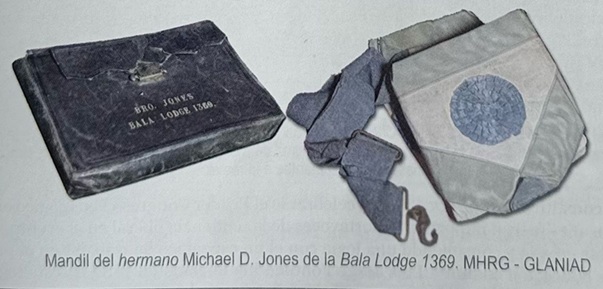 BRO. JONES
BALA LODGE 1369.
Mandil del hermano Michael D. Jones de la Bala Lodge 1369. MHRG - GLANIAD